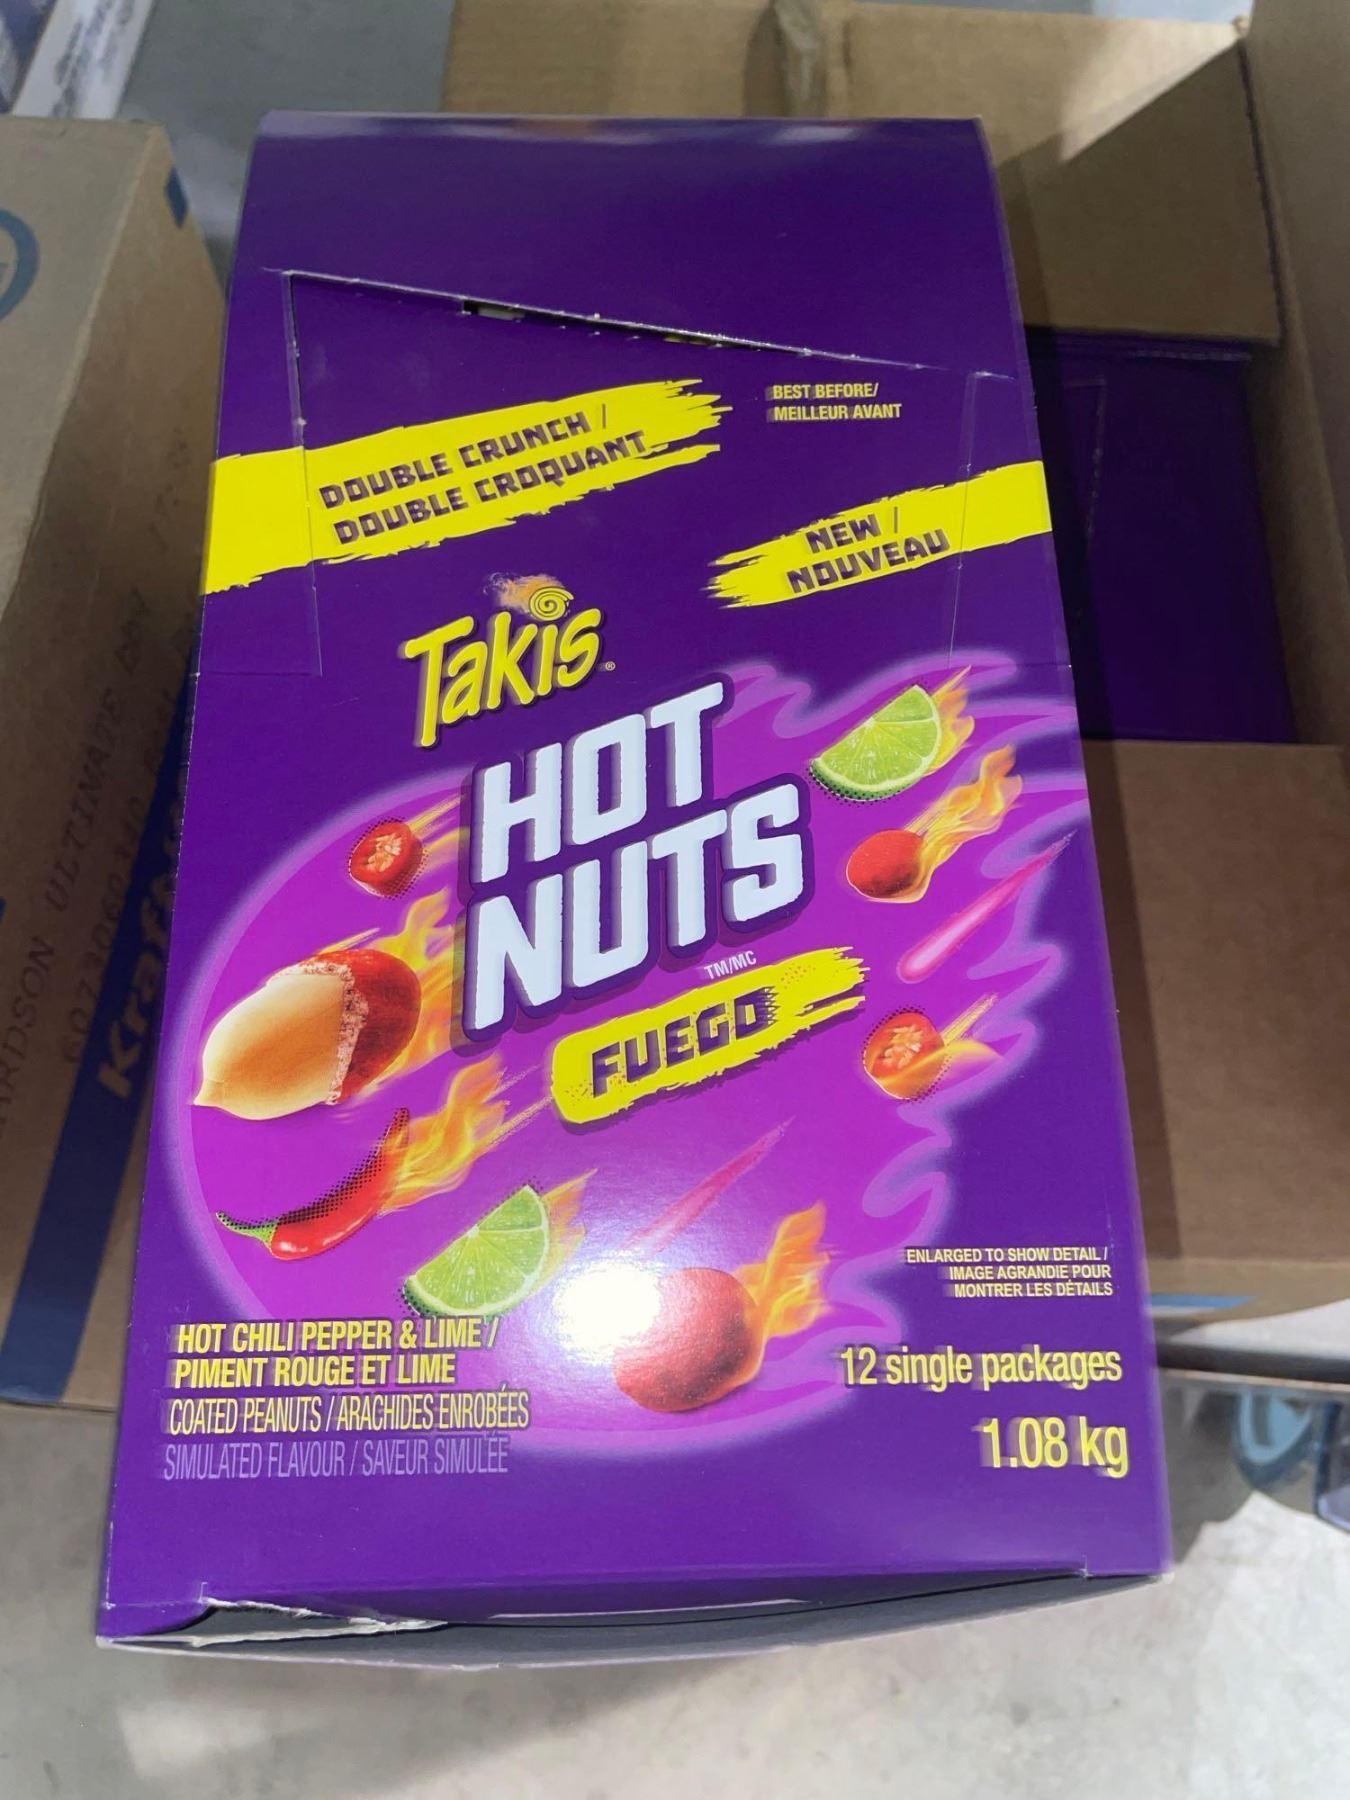 DOUBLE CRUNCH /
DOUBLE CROQUANT
BEST BEFORE/
MEILLEUR AVANT
NEW /
NOUVEAU
Takis®
HOT
NUTS
TM/MC
FUEGO
ENLARGED TO SHOW DETAIL /
IMAGE AGRANDIE POUR
MONTRER LES DÉTAILS
HOT CHILI PEPPER & LIME /
PIMENT ROUGE ET LIME
COATED PEANUTS / ARACHIDES ENROBÉES
SIMULATED FLAVOUR / SAVEUR SIMULÉE
12 single packages
1.08 kg
ULTINADE
Kraft